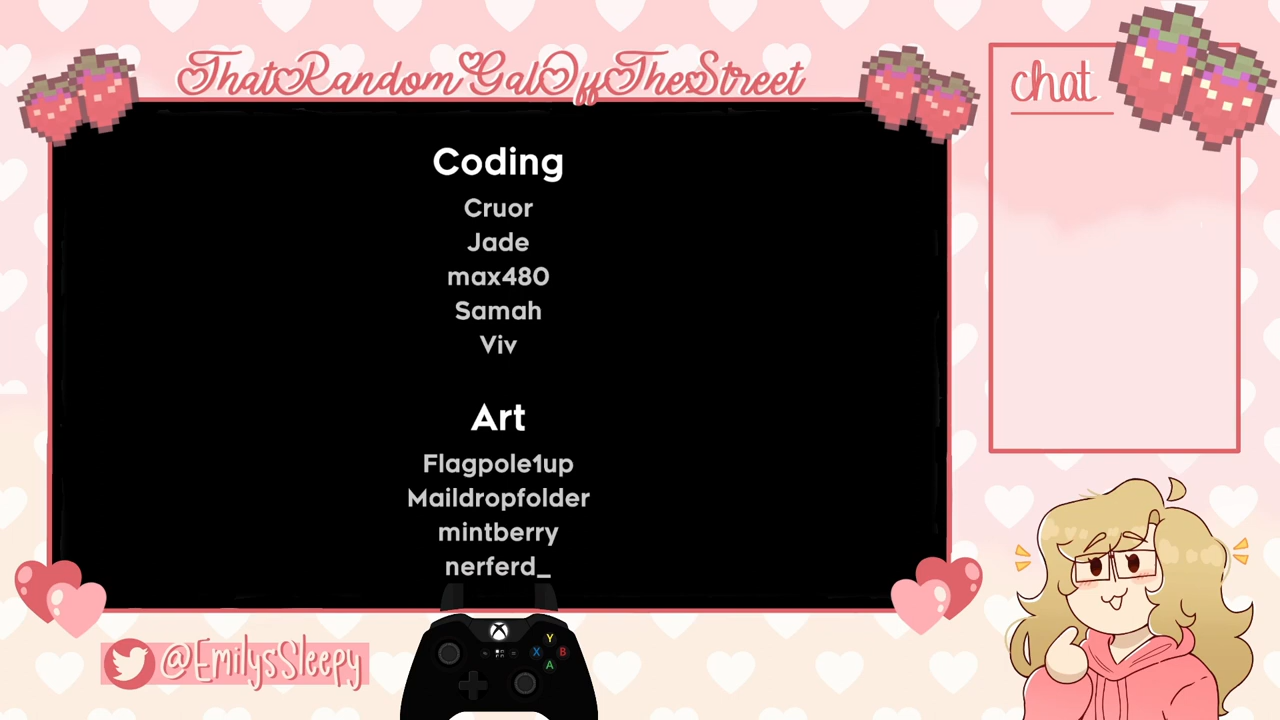 ThatRandomGalOffTheStreet
chat
Coding
Cruor
Jade
max480
Samah
Viv
Art
Flagpole1up
Maildropfolder
mintberry
nerferd_
@EmilysSleepy
Y
X B
A